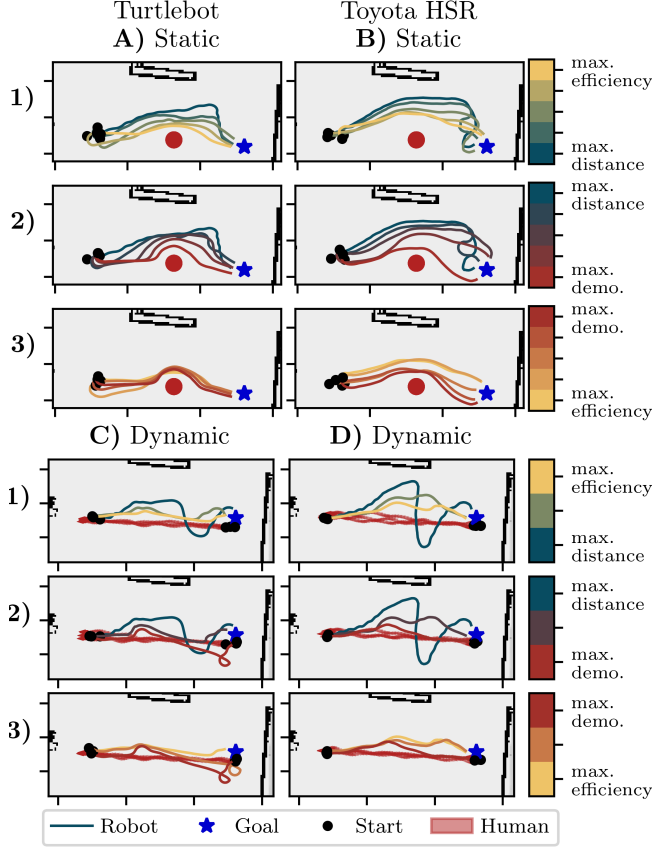 Turtlebot
Toyota HSR
A) Static
B) Static
1)
max.
efficiency
max.
distance
2)
max.
distance
max.
demo.
3)
max.
demo.
max.
efficiency
C) Dynamic
D) Dynamic
1)
max.
efficiency
max.
distance
2)
max.
distance
max.
demo.
3)
max.
demo.
max.
efficiency
Robot
Goal
Start
Human